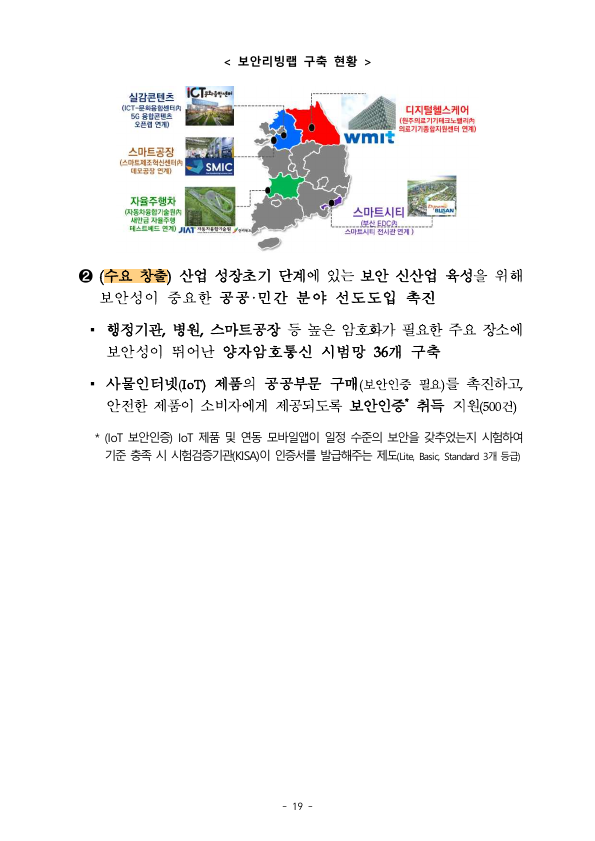 < 보안리빙랩 구축 현황 >
실감콘텐츠
(ICT-문화융합센터內
5G 융합콘텐츠
오픈랩 연계)
ICT문화융합센터
디지털헬스케어
(원주의료기기테크노밸리內
의료기기종합지원센터 연계)
wmit
스마트공장
(스마트제조혁신센터內
데모공장 연계)
SMIC
자율주행차
(자동차융합기술원內
새만금 자율주행
테스트베드 연계)
JIAT 자동차융합기술원
스마트시티
(부산 EDC內
스마트시티 전시관 연계 )
BUSAN
❷ (수요 창출) 산업 성장초기 단계에 있는 보안 신산업 육성을 위해
보안성이 중요한 공공·민간 분야 선도도입 촉진
▪ 행정기관, 병원, 스마트공장 등 높은 암호화가 필요한 주요 장소에
보안성이 뛰어난 양자암호통신 시범망 36개 구축
▪ 사물인터넷(IoT) 제품의 공공부문 구매(보안인증 필요)를 촉진하고,
안전한 제품이 소비자에게 제공되도록 보안인증* 취득 지원(500건)
* (IoT 보안인증) IoT 제품 및 연동 모바일앱이 일정 수준의 보안을 갖추었는지 시험하여
기준 충족 시 시험검증기관(KISA)이 인증서를 발급해주는 제도(Lite, Basic, Standard 3개 등급)
- 19 -